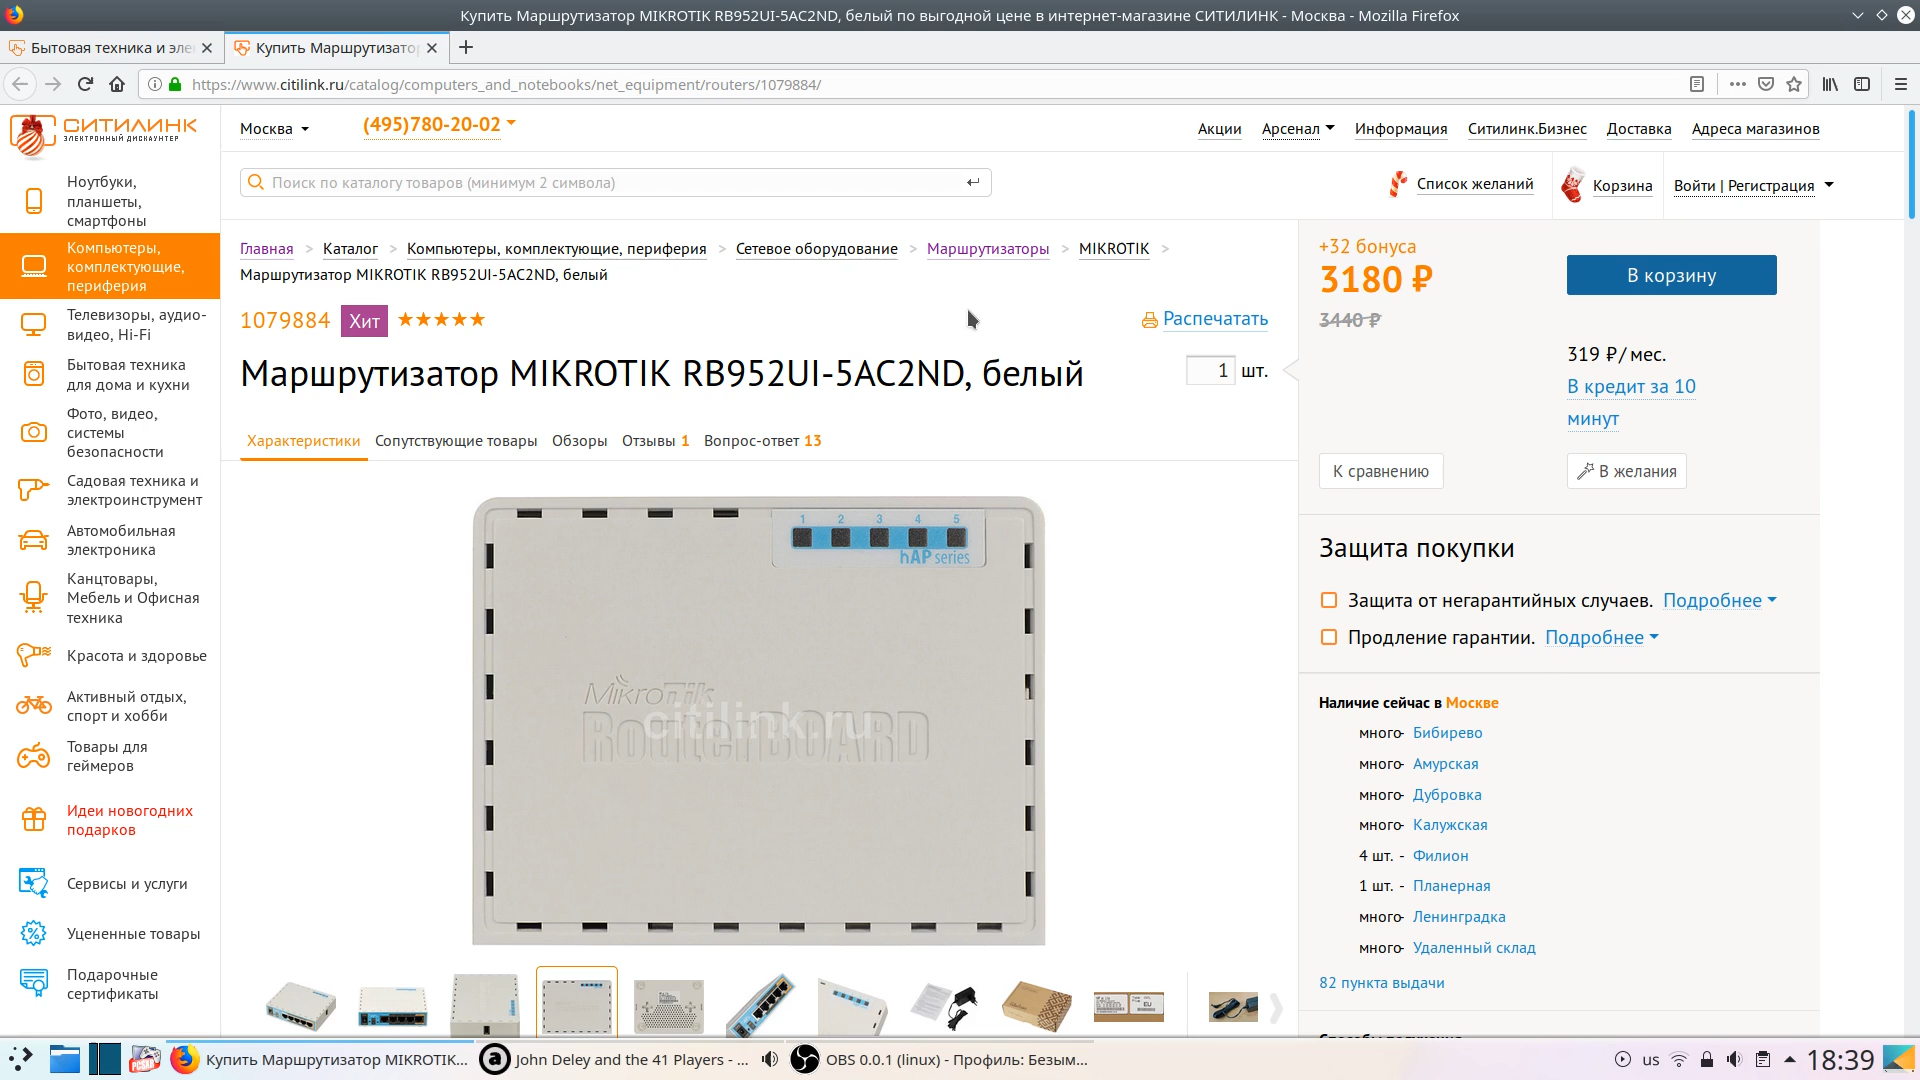 Купить Маршрутизатор MIKROTIK RB952UI-5AC2ND, белый по выгодной цене в интернет-магазине СИТИЛИНК - Москва - Mozilla Firefox
Бытовая техника и эле
Купить Маршрутизатор
https://www.citilink.ru/catalog/computers_and_notebooks/net_equipment/routers/1079884/
СИТИЛИНК
ЭЛЕКТРОННЫЙ ДИСКАУНТЕР
Москва
(495)780-20-02
Акции
Арсенал
Информация
Ситилинк.Бизнес
Доставка
Адреса магазинов
Поиск по каталогу товаров (минимум 2 символа)
Список желаний
Корзина
Войти | Регистрация
Ноутбуки,
планшеты,
смартфоны
Компьютеры,
комплектующие,
периферия
Телевизоры, аудио-
видео, Hi-Fi
Бытовая техника
для дома и кухни
Фото, видео,
системы
безопасности
Садовая техника и
электроинструмент
Автомобильная
электроника
Канцтовары,
Мебель и Офисная
техника
Красота и здоровье
Активный отдых,
спорт и хобби
Товары для
геймеров
Идеи новогодних
подарков
Сервисы и услуги
Уцененные товары
Подарочные
сертификаты
Главная > Каталог > Компьютеры, комплектующие, периферия > Сетевое оборудование > Маршрутизаторы > MIKROTIK >
Маршрутизатор MIKROTIK RB952UI-5AC2ND, белый
1079884 Хит
Распечатать
Маршрутизатор MIKROTIK RB952UI-5AC2ND, белый
1 шт.
Характеристики Сопутствующие товары Обзоры Отзывы 1 Вопрос-ответ 13
1 2 3 4 5
hAP series
MikroTik
RouterBOARD
citilink.ru
+32 бонуса
3180 ₽
3440 ₽
В корзину
319 ₽/ мес.
В кредит за 10
минут
К сравнению
В желания
Защита покупки
Защита от негарантийных случаев. Подробнее
Продление гарантии. Подробнее
Наличие сейчас в Москве
много- Бибирево
много- Амурская
много- Дубровка
много- Калужская
4 шт. - Филион
1 шт. - Планерная
много- Ленинградка
много- Удаленный склад
82 пункта выдачи
Купить Маршрутизатор MIKROTIK...
John Deley and the 41 Players - ...
OBS 0.0.1 (linux) - Профиль: Безым...
us
18:39